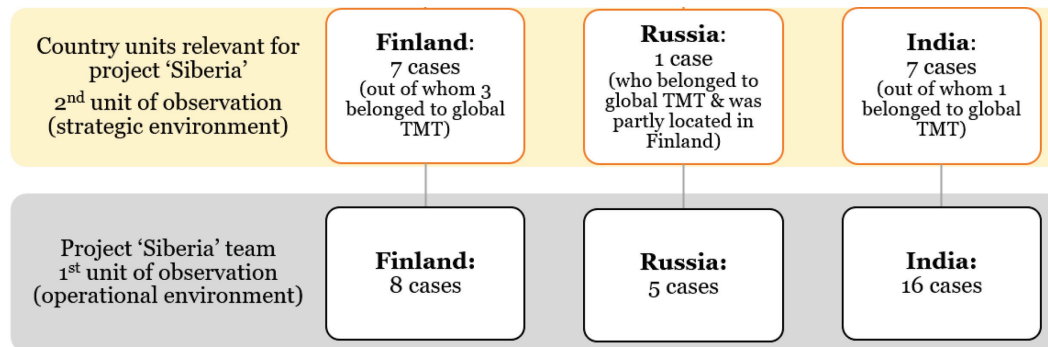 Country units relevant for
project ‘Siberia’
2nd unit of observation
(strategic environment)
Finland:
7 cases
(out of whom 3
belonged to global
TMT)
Russia:
1 case
(who belonged to
global TMT & was
partly located in
Finland)
India:
7 cases
(out of whom 1
belonged to global
TMT)
Project ‘Siberia’ team
1st unit of observation
(operational environment)
Finland:
8 cases
Russia:
5 cases
India:
16 cases